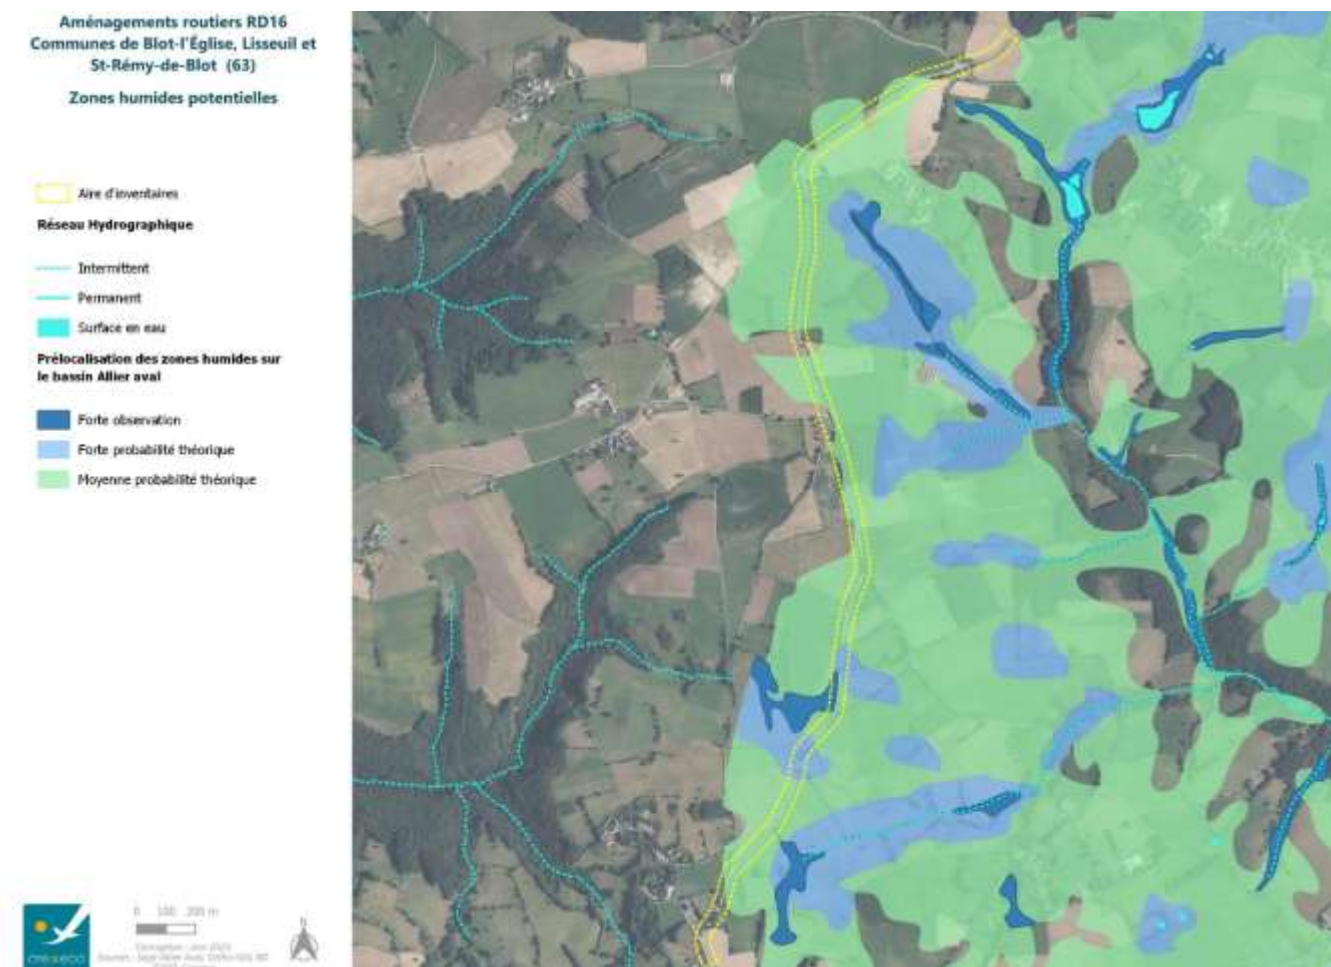 Aménagements routiers RD16
Communes de Blot-l'Église, Lisseuil et
St-Rémy-de-Blot (63)
Zones humides potentielles
Aire d'inventaires
Réseau Hydrographique
Intermittent
Permanent
Surface en eau
Prélocalisation des zones humides sur
le bassin Allier aval
Forte observation
Forte probabilité théorique
Moyenne probabilité théorique
0 100 200 m
N